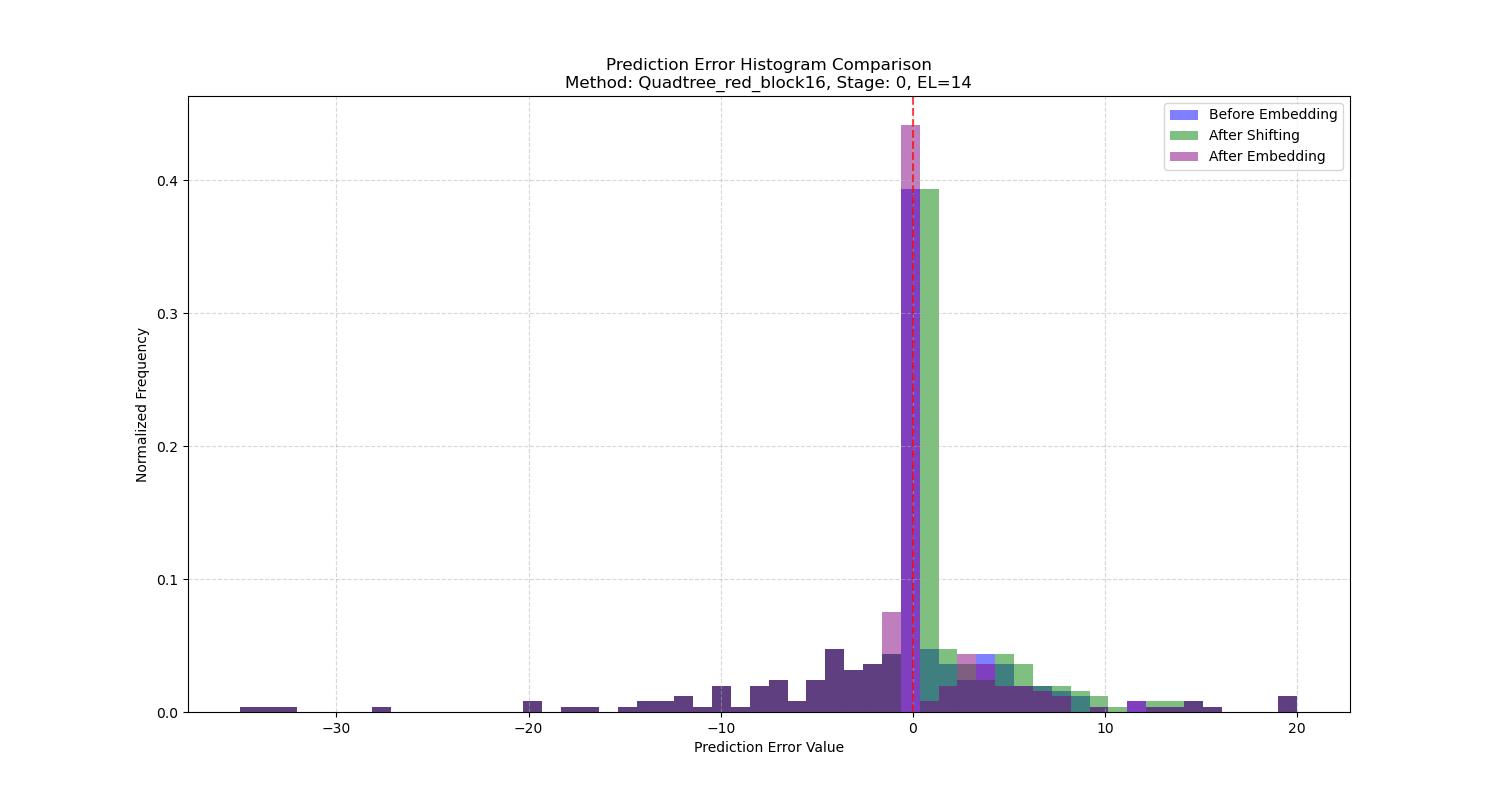 Prediction Error Histogram Comparison
Method: Quadtree_red_block16, Stage: 0, EL=14
Before Embedding
After Shifting
After Embedding
Normalized Frequency
0.4
0.3
0.2
0.1
0.0
−30
−20
−10
0
10
20
Prediction Error Value